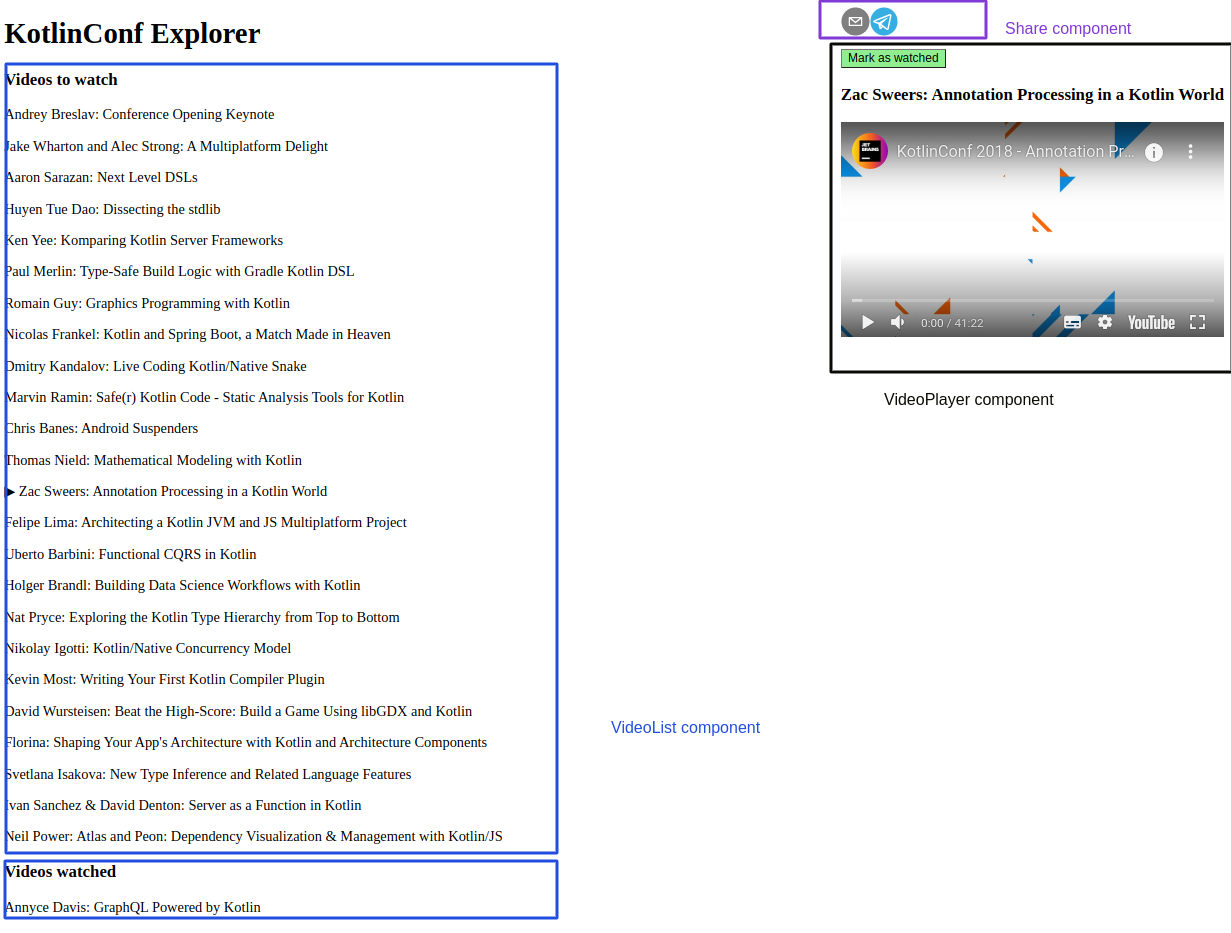 KotlinConf Explorer
Videos to watch
Andrey Breslav: Conference Opening Keynote
Jake Wharton and Alec Strong: A Multiplatform Delight
Aaron Sarazan: Next Level DSLs
Huyen Tue Dao: Dissecting the stdlib
Ken Yee: Komparing Kotlin Server Frameworks
Paul Merlin: Type-Safe Build Logic with Gradle Kotlin DSL
Romain Guy: Graphics Programming with Kotlin
Nicolas Frankel: Kotlin and Spring Boot, a Match Made in Heaven
Dmitry Kandalov: Live Coding Kotlin/Native Snake
Marvin Ramin: Safe(r) Kotlin Code - Static Analysis Tools for Kotlin
Chris Banes: Android Suspenders
Thomas Nield: Mathematical Modeling with Kotlin
▶ Zac Sweers: Annotation Processing in a Kotlin World
Felipe Lima: Architecting a Kotlin JVM and JS Multiplatform Project
Uberto Barbini: Functional CQRS in Kotlin
Holger Brandl: Building Data Science Workflows with Kotlin
Nat Pryce: Exploring the Kotlin Type Hierarchy from Top to Bottom
Nikolay Igotti: Kotlin/Native Concurrency Model
Kevin Most: Writing Your First Kotlin Compiler Plugin
David Wursteisen: Beat the High-Score: Build a Game Using libGDX and Kotlin
Florina: Shaping Your App's Architecture with Kotlin and Architecture Components
Svetlana Isakova: New Type Inference and Related Language Features
Ivan Sanchez & David Denton: Server as a Function in Kotlin
Neil Power: Atlas and Peon: Dependency Visualization & Management with Kotlin/JS
Videos watched
Annyce Davis: GraphQL Powered by Kotlin
VideoList component
Share component
Mark as watched
Zac Sweers: Annotation Processing in a Kotlin World
JET
BRAINS
KotlinConf 2018 - Annotation Pr...
0:00 / 41:22
YouTube
VideoPlayer component